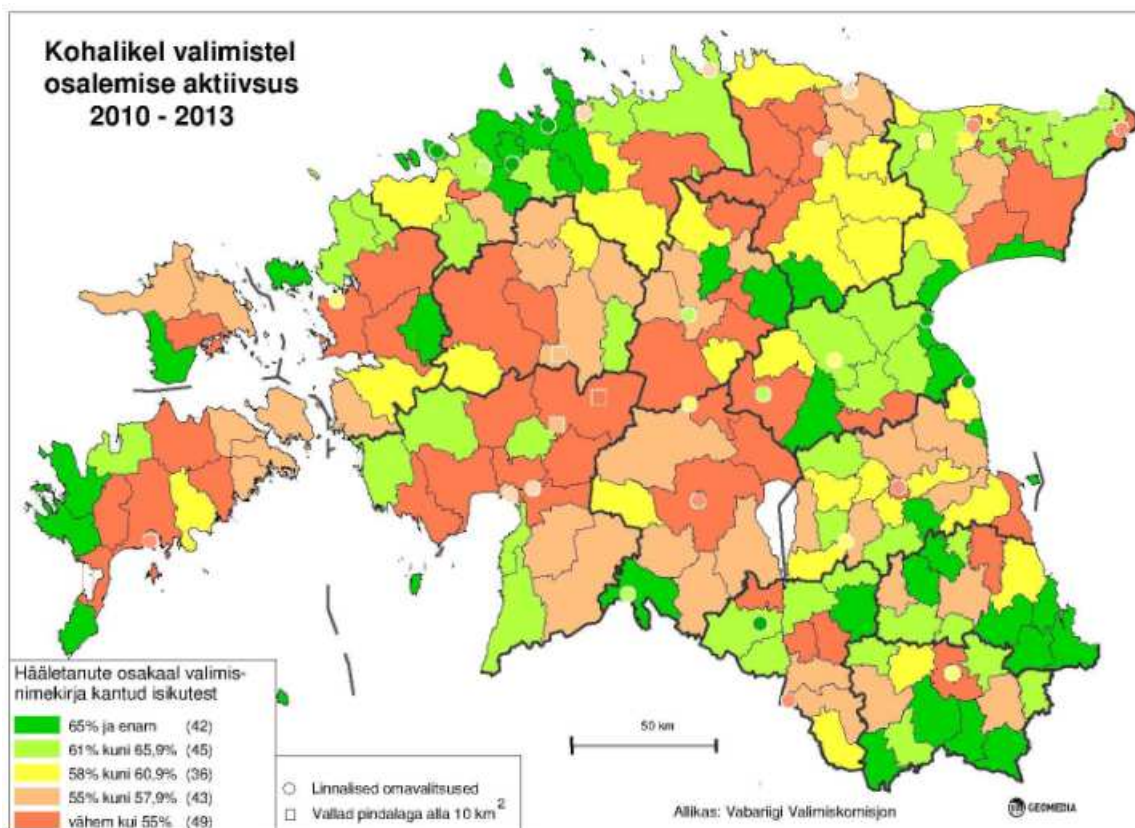 Kohalikel valimistel
osalemise aktiivsus
2010 - 2013
Hääletanute osakaal valimis-
nimekirja kantud isikutest
65% ja enam (42)
61% kuni 65,9% (45)
58% kuni 60,9% (36)
55% kuni 57,9% (43)
vähem kui 55% (49)
Linnalised omavalitsused
Vallad pindalaga alla 10 km²
50 km
Allikas: Vabariigi Valimiskomisjon
GEOMEDIA